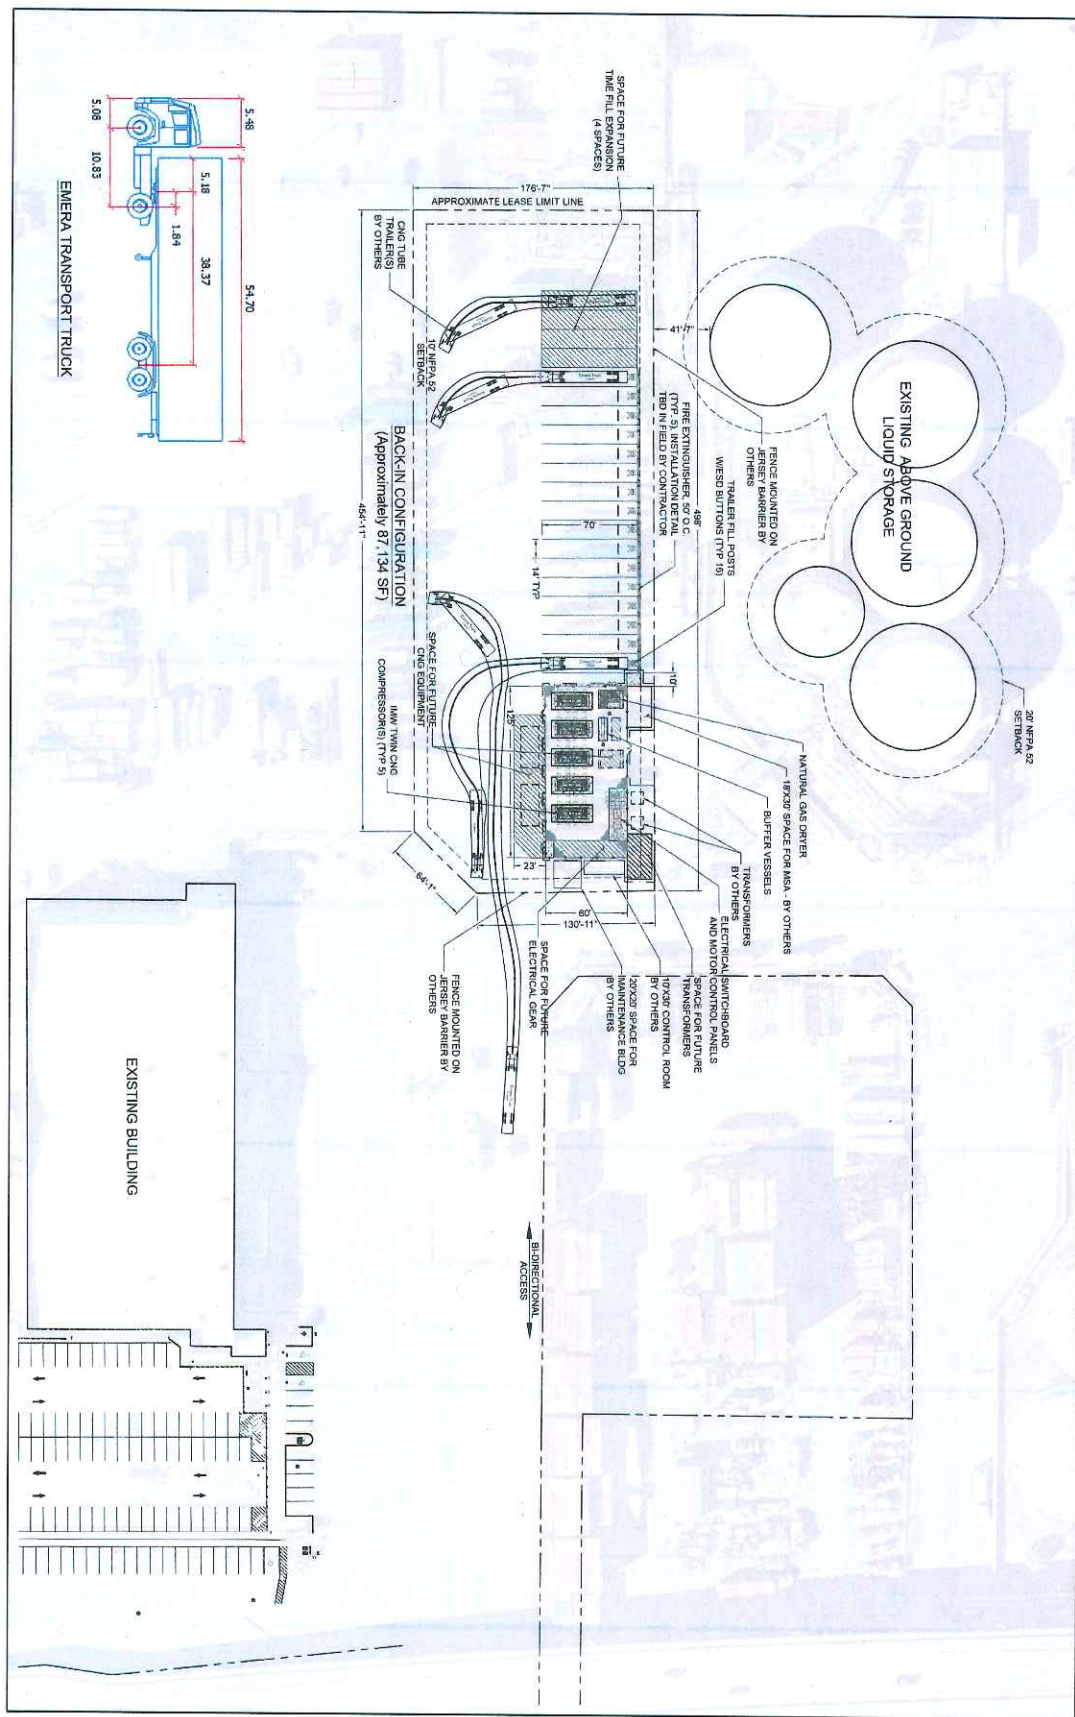 SPACE FOR FUTURE
TIME FILL EXPANSION
(4 SPACES)
176'-7"
APPROXIMATE LEASE LIMIT LINE
CNG TUBE
TRAILER(S)
BY OTHERS
10' NFPA 52
SETBACK
41'-7"
EXISTING ABOVE GROUND
LIQUID STORAGE
20' NFPA 52
SETBACK
FENCE MOUNTED ON
JERSEY BARRIER BY
OTHERS
TRAILER FILL POSTS
W/ESD BUTTONS (TYP 16)
FIRE EXTINGUISHER, 50' O.C.
(TYP. 5), INSTALLATION DETAIL
TBD IN FIELD BY CONTRACTOR
498'
70'
14' TYP
BACK-IN CONFIGURATION
(Approximately 87,134 SF)
454'-11"
10'
125'
SPACE FOR FUTURE
CNG EQUIPMENT
IMW TWIN CNG
COMPRESSOR(S) (TYP 5)
NATURAL GAS DRYER
18'X30' SPACE FOR MSA - BY OTHERS
BUFFER VESSELS
TRANSFORMERS
BY OTHERS
ELECTRICAL SWITCHBOARD
AND MOTOR CONTROL PANELS
SPACE FOR FUTURE
TRANSFORMERS
10'X30' CONTROL ROOM
BY OTHERS
20'X20' SPACE FOR
MAINTENANCE BLDG
BY OTHERS
23'
60'
130'-11"
64'-1"
SPACE FOR FUTURE
ELECTRICAL GEAR
FENCE MOUNTED ON
JERSEY BARRIER BY
OTHERS
BI-DIRECTIONAL
ACCESS
EXISTING BUILDING
5.48
54.70
5.18
38.37
1.84
5.06
10.83
EMERA TRANSPORT TRUCK